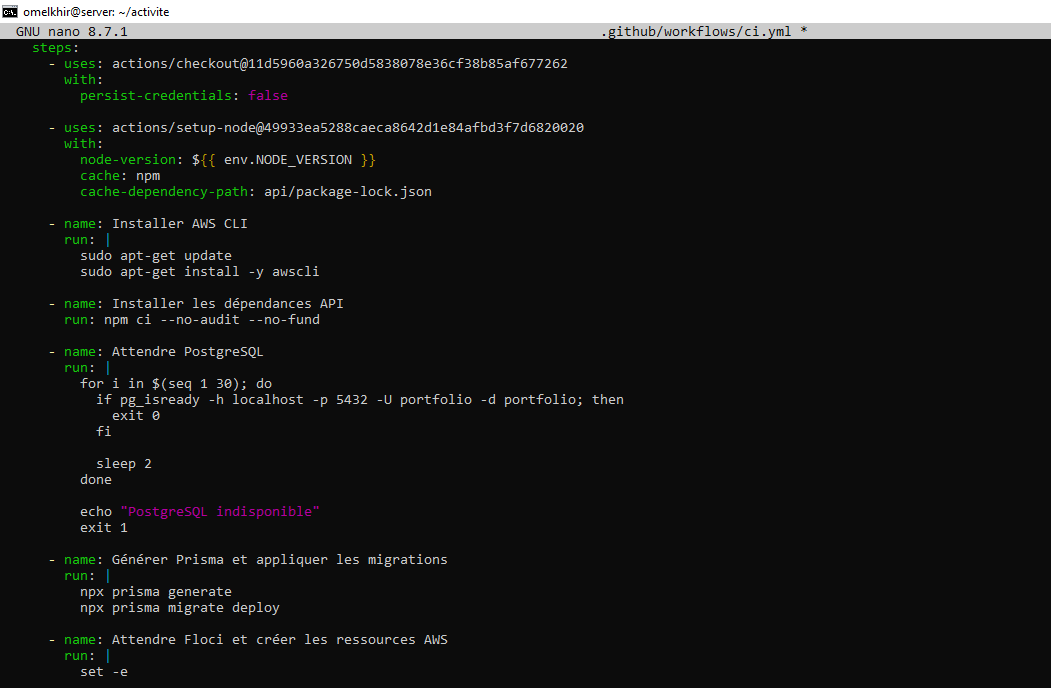 omelkhir@server: ~/activite
GNU nano 8.7.1 .github/workflows/ci.yml *
steps:
- uses: actions/checkout@11d5960a326750d5838078e36cf38b85af677262
with:
persist-credentials: false
- uses: actions/setup-node@49933ea5288caeca8642d1e84afbd3f7d6820020
with:
node-version: ${{ env.NODE_VERSION }}
cache: npm
cache-dependency-path: api/package-lock.json
- name: Installer AWS CLI
run: |
sudo apt-get update
sudo apt-get install -y awscli
- name: Installer les dépendances API
run: npm ci --no-audit --no-fund
- name: Attendre PostgreSQL
run: |
for i in $(seq 1 30); do
if pg_isready -h localhost -p 5432 -U portfolio -d portfolio; then
exit 0
fi
sleep 2
done
echo "PostgreSQL indisponible"
exit 1
- name: Générer Prisma et appliquer les migrations
run: |
npx prisma generate
npx prisma migrate deploy
- name: Attendre Floci et créer les ressources AWS
run: |
set -e